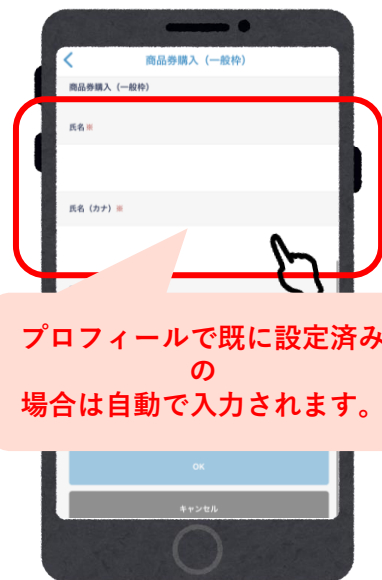 商品券購入（一般枠）
商品券購入（一般枠）
氏名※
氏名（カナ）※
プロフィールで既に設定済み
の
場合は自動で入力されます。
OK
キャンセル